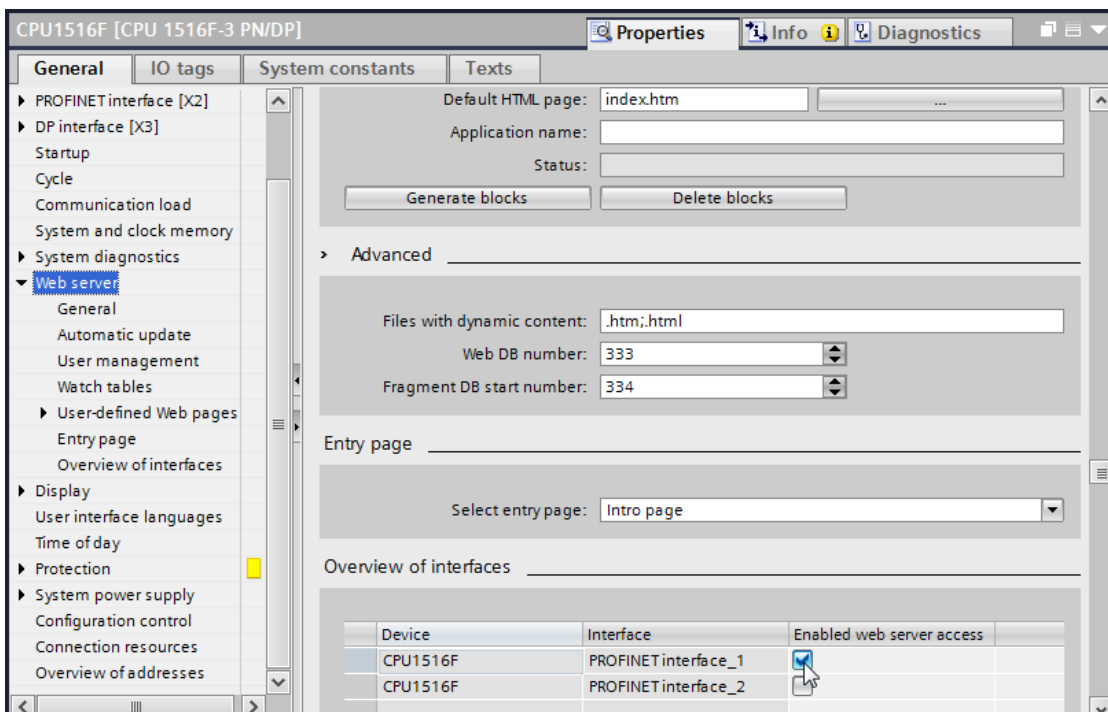 CPU1516F [CPU 1516F-3 PN/DP]
Properties
Info
Diagnostics
General
IO tags
System constants
Texts
PROFINET interface [X2]
DP interface [X3]
Startup
Cycle
Communication load
System and clock memory
System diagnostics
Web server
General
Automatic update
User management
Watch tables
User-defined Web pages
Entry page
Overview of interfaces
Display
User interface languages
Time of day
Protection
System power supply
Configuration control
Connection resources
Overview of addresses
Default HTML page: index.htm ...
Application name:
Status:
Generate blocks Delete blocks
Advanced
Files with dynamic content: .htm;.html
Web DB number: 333
Fragment DB start number: 334
Entry page
Select entry page: Intro page
Overview of interfaces
Device Interface Enabled web server access
CPU1516F PROFINET interface_1
CPU1516F PROFINET interface_2